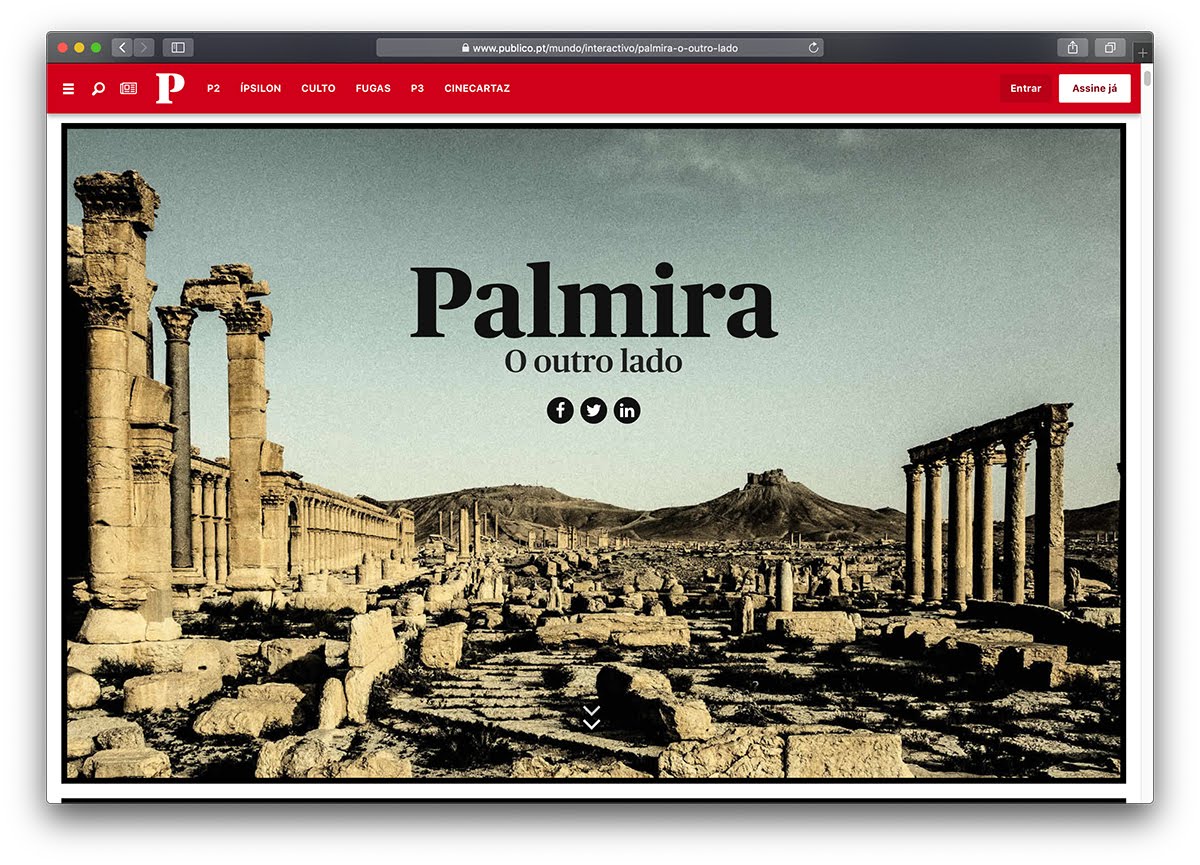 www.publico.pt/mundo/interactivo/palmira-o-outro-lado
P P2 ÍPSILON CULTO FUGAS P3 CINECARTAZ Entrar Assine já
Palmira
O outro lado